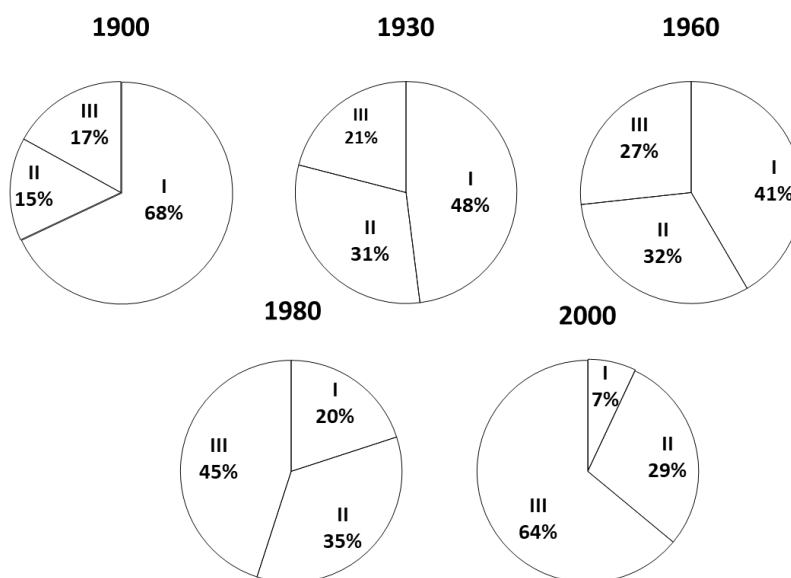 1900
1930
1960
III
17%
II
15%
I
68%
III
21%
I
48%
II
31%
III
27%
I
41%
II
32%
1980
2000
I
20%
III
45%
II
35%
I
7%
II
29%
III
64%